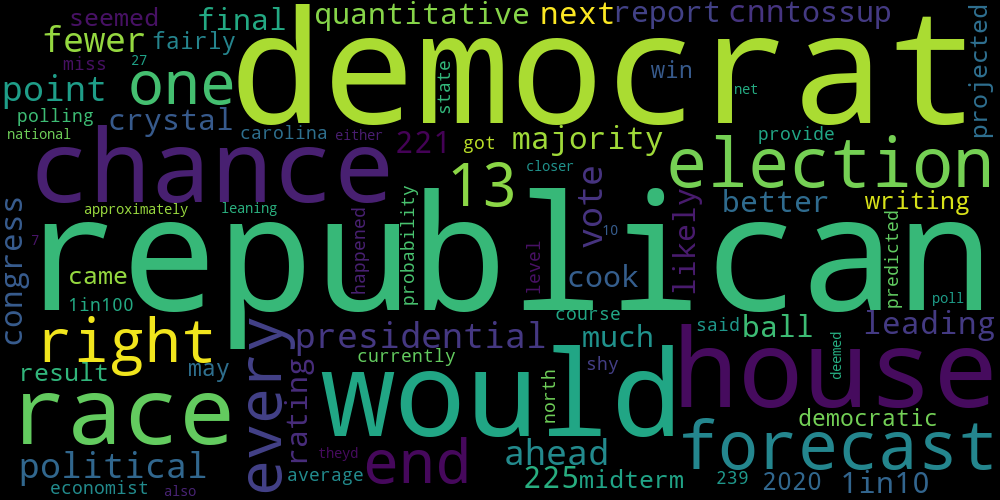 seemed final quantitative next report cnntossup
fewer fairly democrat projected
miss 27 one state win net
point polling crystal carolina either 221 got majority provide
national chance 13 closer election
congress approximately leaning happened probability republican level vote 10 likely better writing predicted
7 came 1in100 cook poll
right every presidential course much said ball leading
result may rating currently would shy house deemed
race north democratic
political end ahead forecast
economist also average theyd 225 midterm 239 2020 1in10